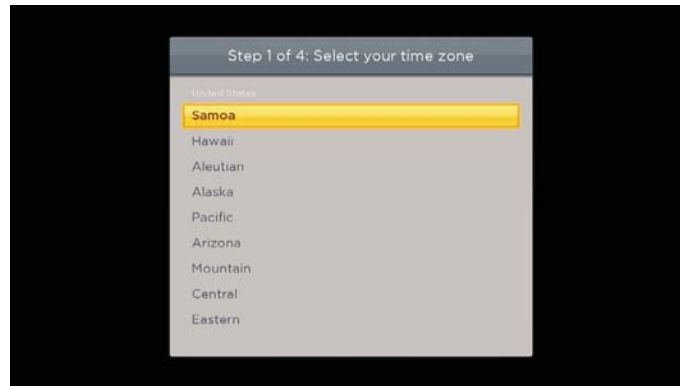 Step 1 of 4: Select your time zone
United States
Samoa
Hawaii
Aleutian
Alaska
Pacific
Arizona
Mountain
Central
Eastern